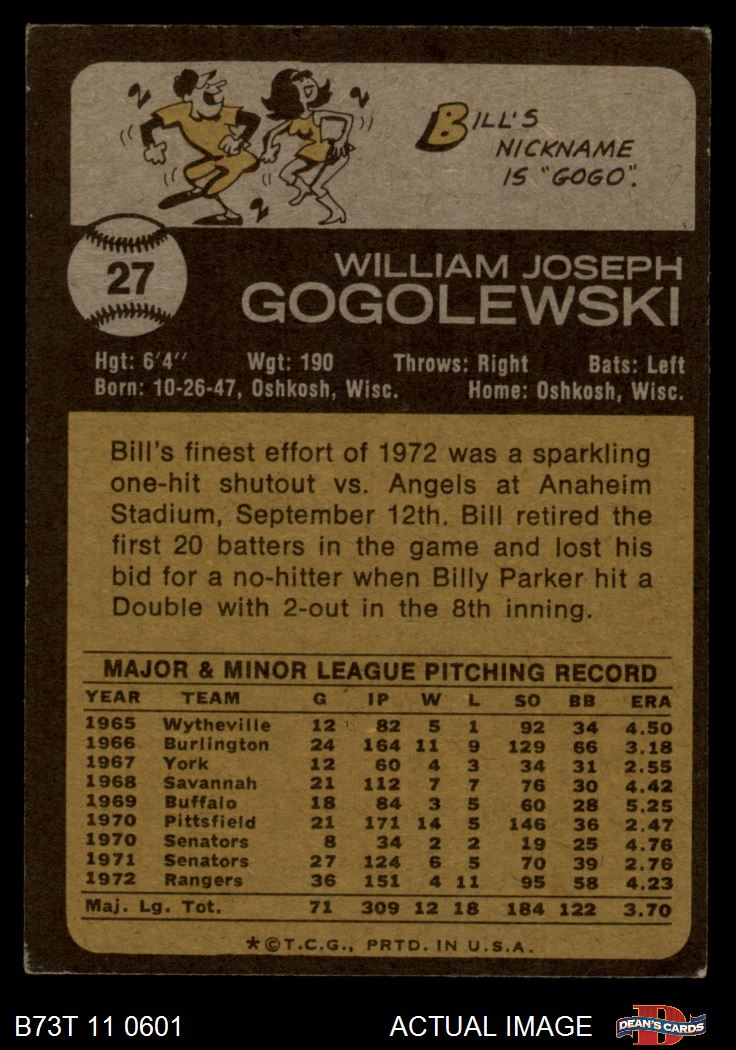 BILL'S
NICKNAME
IS "GOGO".
27
WILLIAM JOSEPH
GOGOLEWSKI
Hgt: 6'4'' Wgt: 190 Throws: Right Bats: Left
Born: 10-26-47, Oshkosh, Wisc. Home: Oshkosh, Wisc.
Bill's finest effort of 1972 was a sparkling
one-hit shutout vs. Angels at Anaheim
Stadium, September 12th. Bill retired the
first 20 batters in the game and lost his
bid for a no-hitter when Billy Parker hit a
Double with 2-out in the 8th inning.
MAJOR & MINOR LEAGUE PITCHING RECORD
YEAR TEAM G IP W L SO BB ERA
1965 Wytheville 12 82 5 1 92 34 4.50
1966 Burlington 24 164 11 9 129 66 3.18
1967 York 12 60 4 3 34 31 2.55
1968 Savannah 21 112 7 7 76 30 4.42
1969 Buffalo 18 84 3 5 60 28 5.25
1970 Pittsfield 21 171 14 5 146 36 2.47
1970 Senators 8 34 2 2 19 25 4.76
1971 Senators 27 124 6 5 70 39 2.76
1972 Rangers 36 151 4 11 95 58 4.23
Maj. Lg. Tot. 71 309 12 18 184 122 3.70
*©T.C.G., PRTD. IN U.S.A.
B73T 11 0601 ACTUAL IMAGE D DEAN'S CARDS